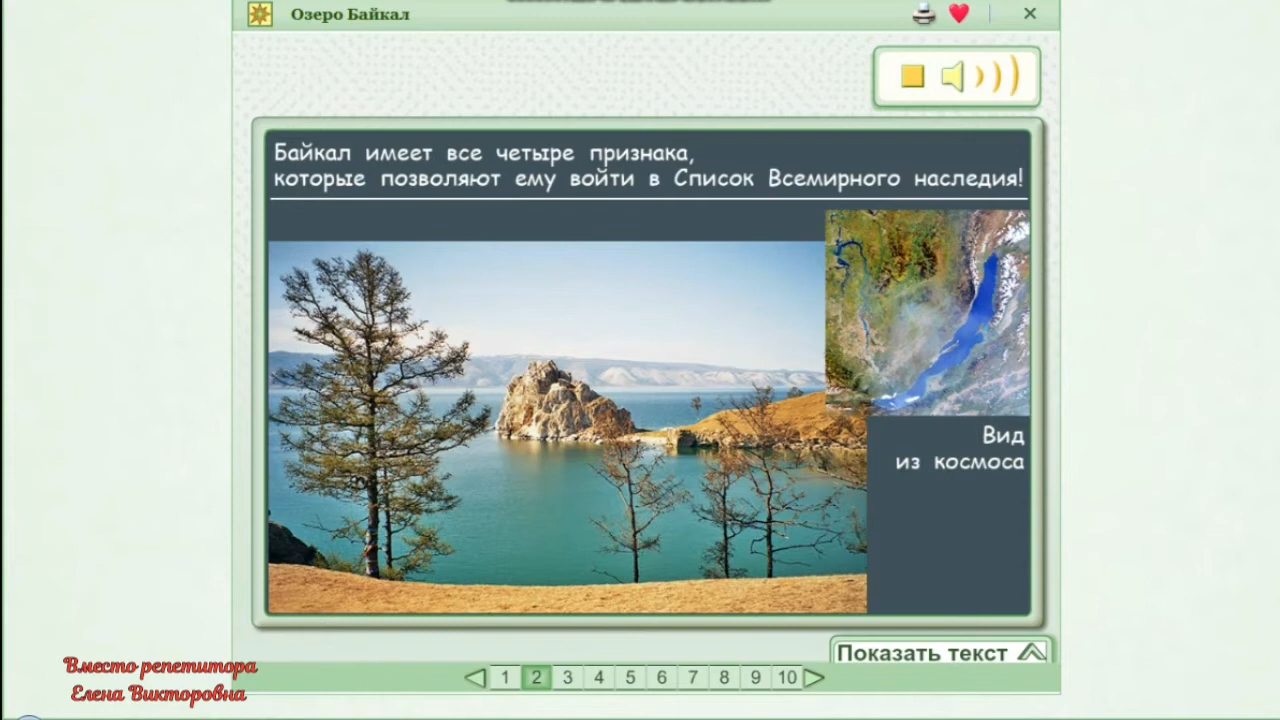 Озеро Байкал
Байкал имеет все четыре признака,
которые позволяют ему войти в Список Всемирного наследия!
Вид
из космоса
Показать текст
1 2 3 4 5 6 7 8 9 10
Вместо репетитора
Елена Викторовна